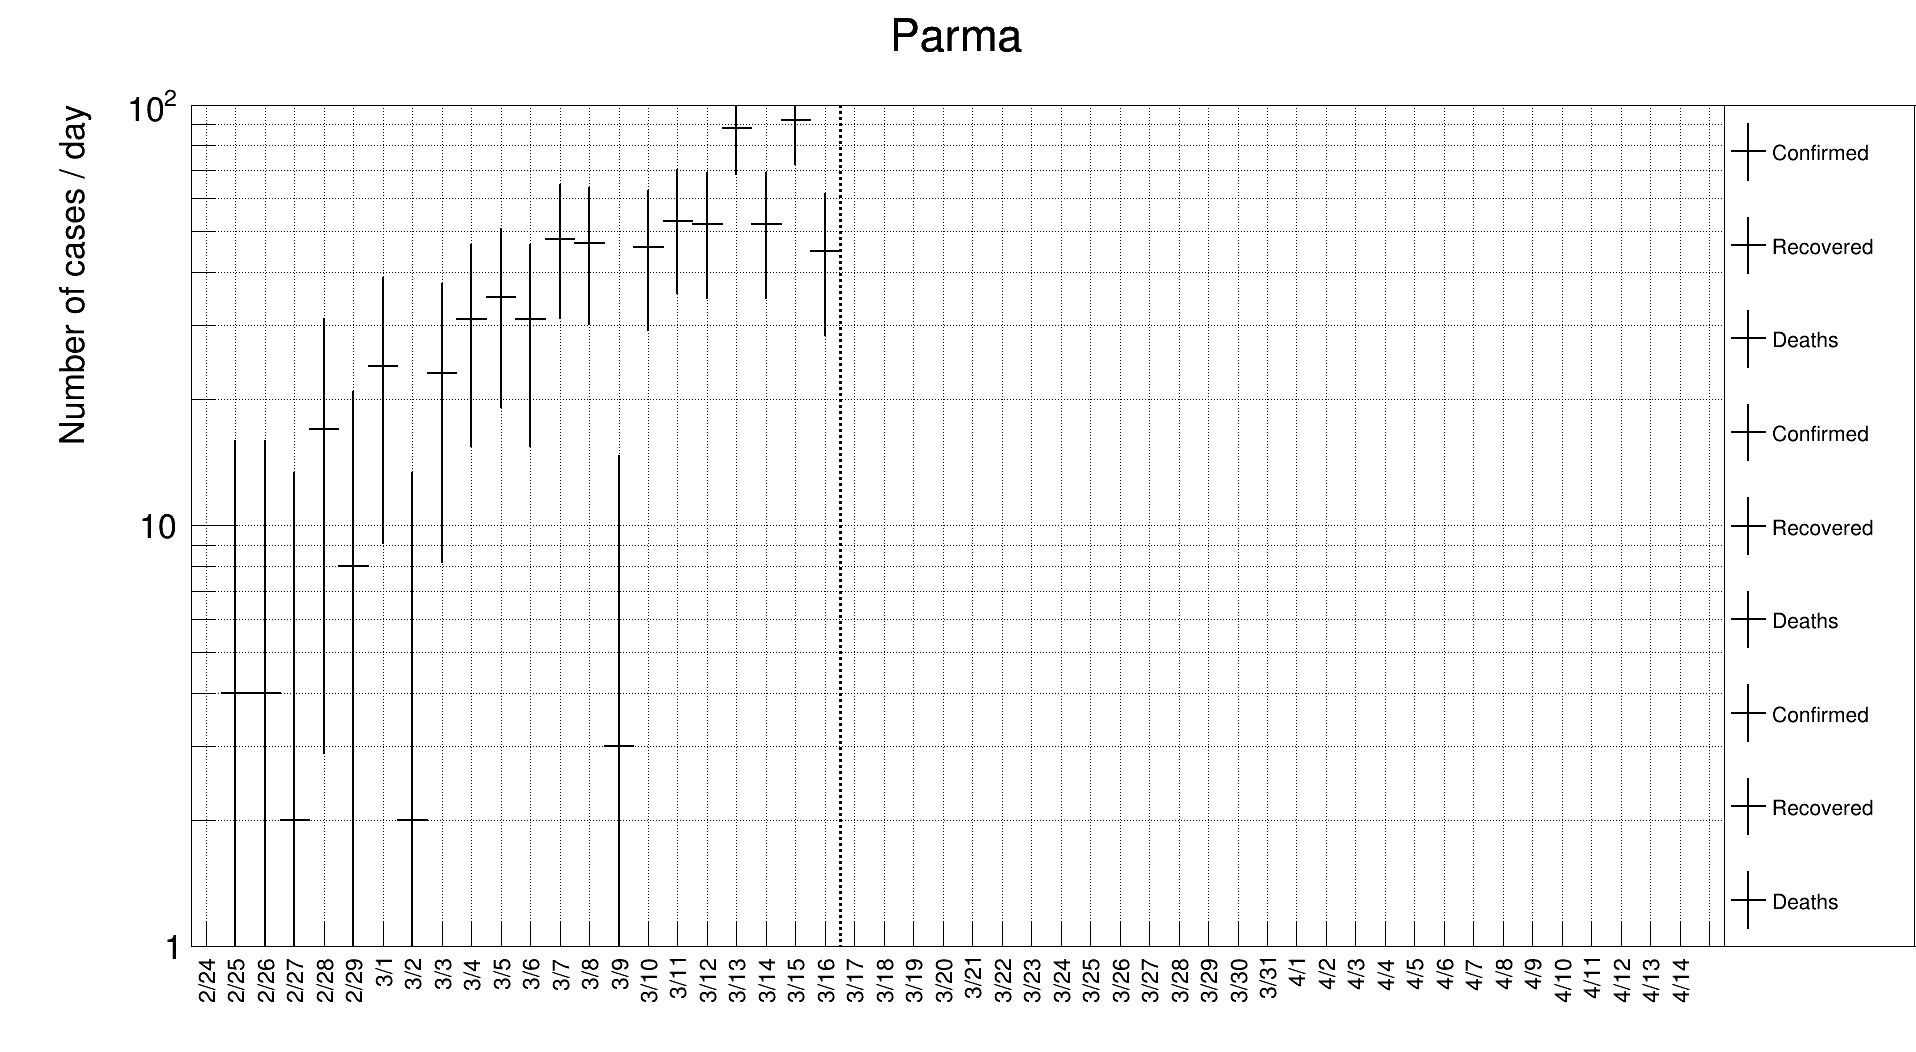 Parma
Number of cases / day
10²
10
1
2/24 2/25 2/26 2/27 2/28 2/29 3/1 3/2 3/3 3/4 3/5 3/6 3/7 3/8 3/9 3/10 3/11 3/12 3/13 3/14 3/15 3/16 3/17 3/18 3/19 3/20 3/21 3/22 3/23 3/24 3/25 3/26 3/27 3/28 3/29 3/30 3/31 4/1 4/2 4/3 4/4 4/5 4/6 4/7 4/8 4/9 4/10 4/11 4/12 4/13 4/14
Confirmed
Recovered
Deaths
Confirmed
Recovered
Deaths
Confirmed
Recovered
Deaths